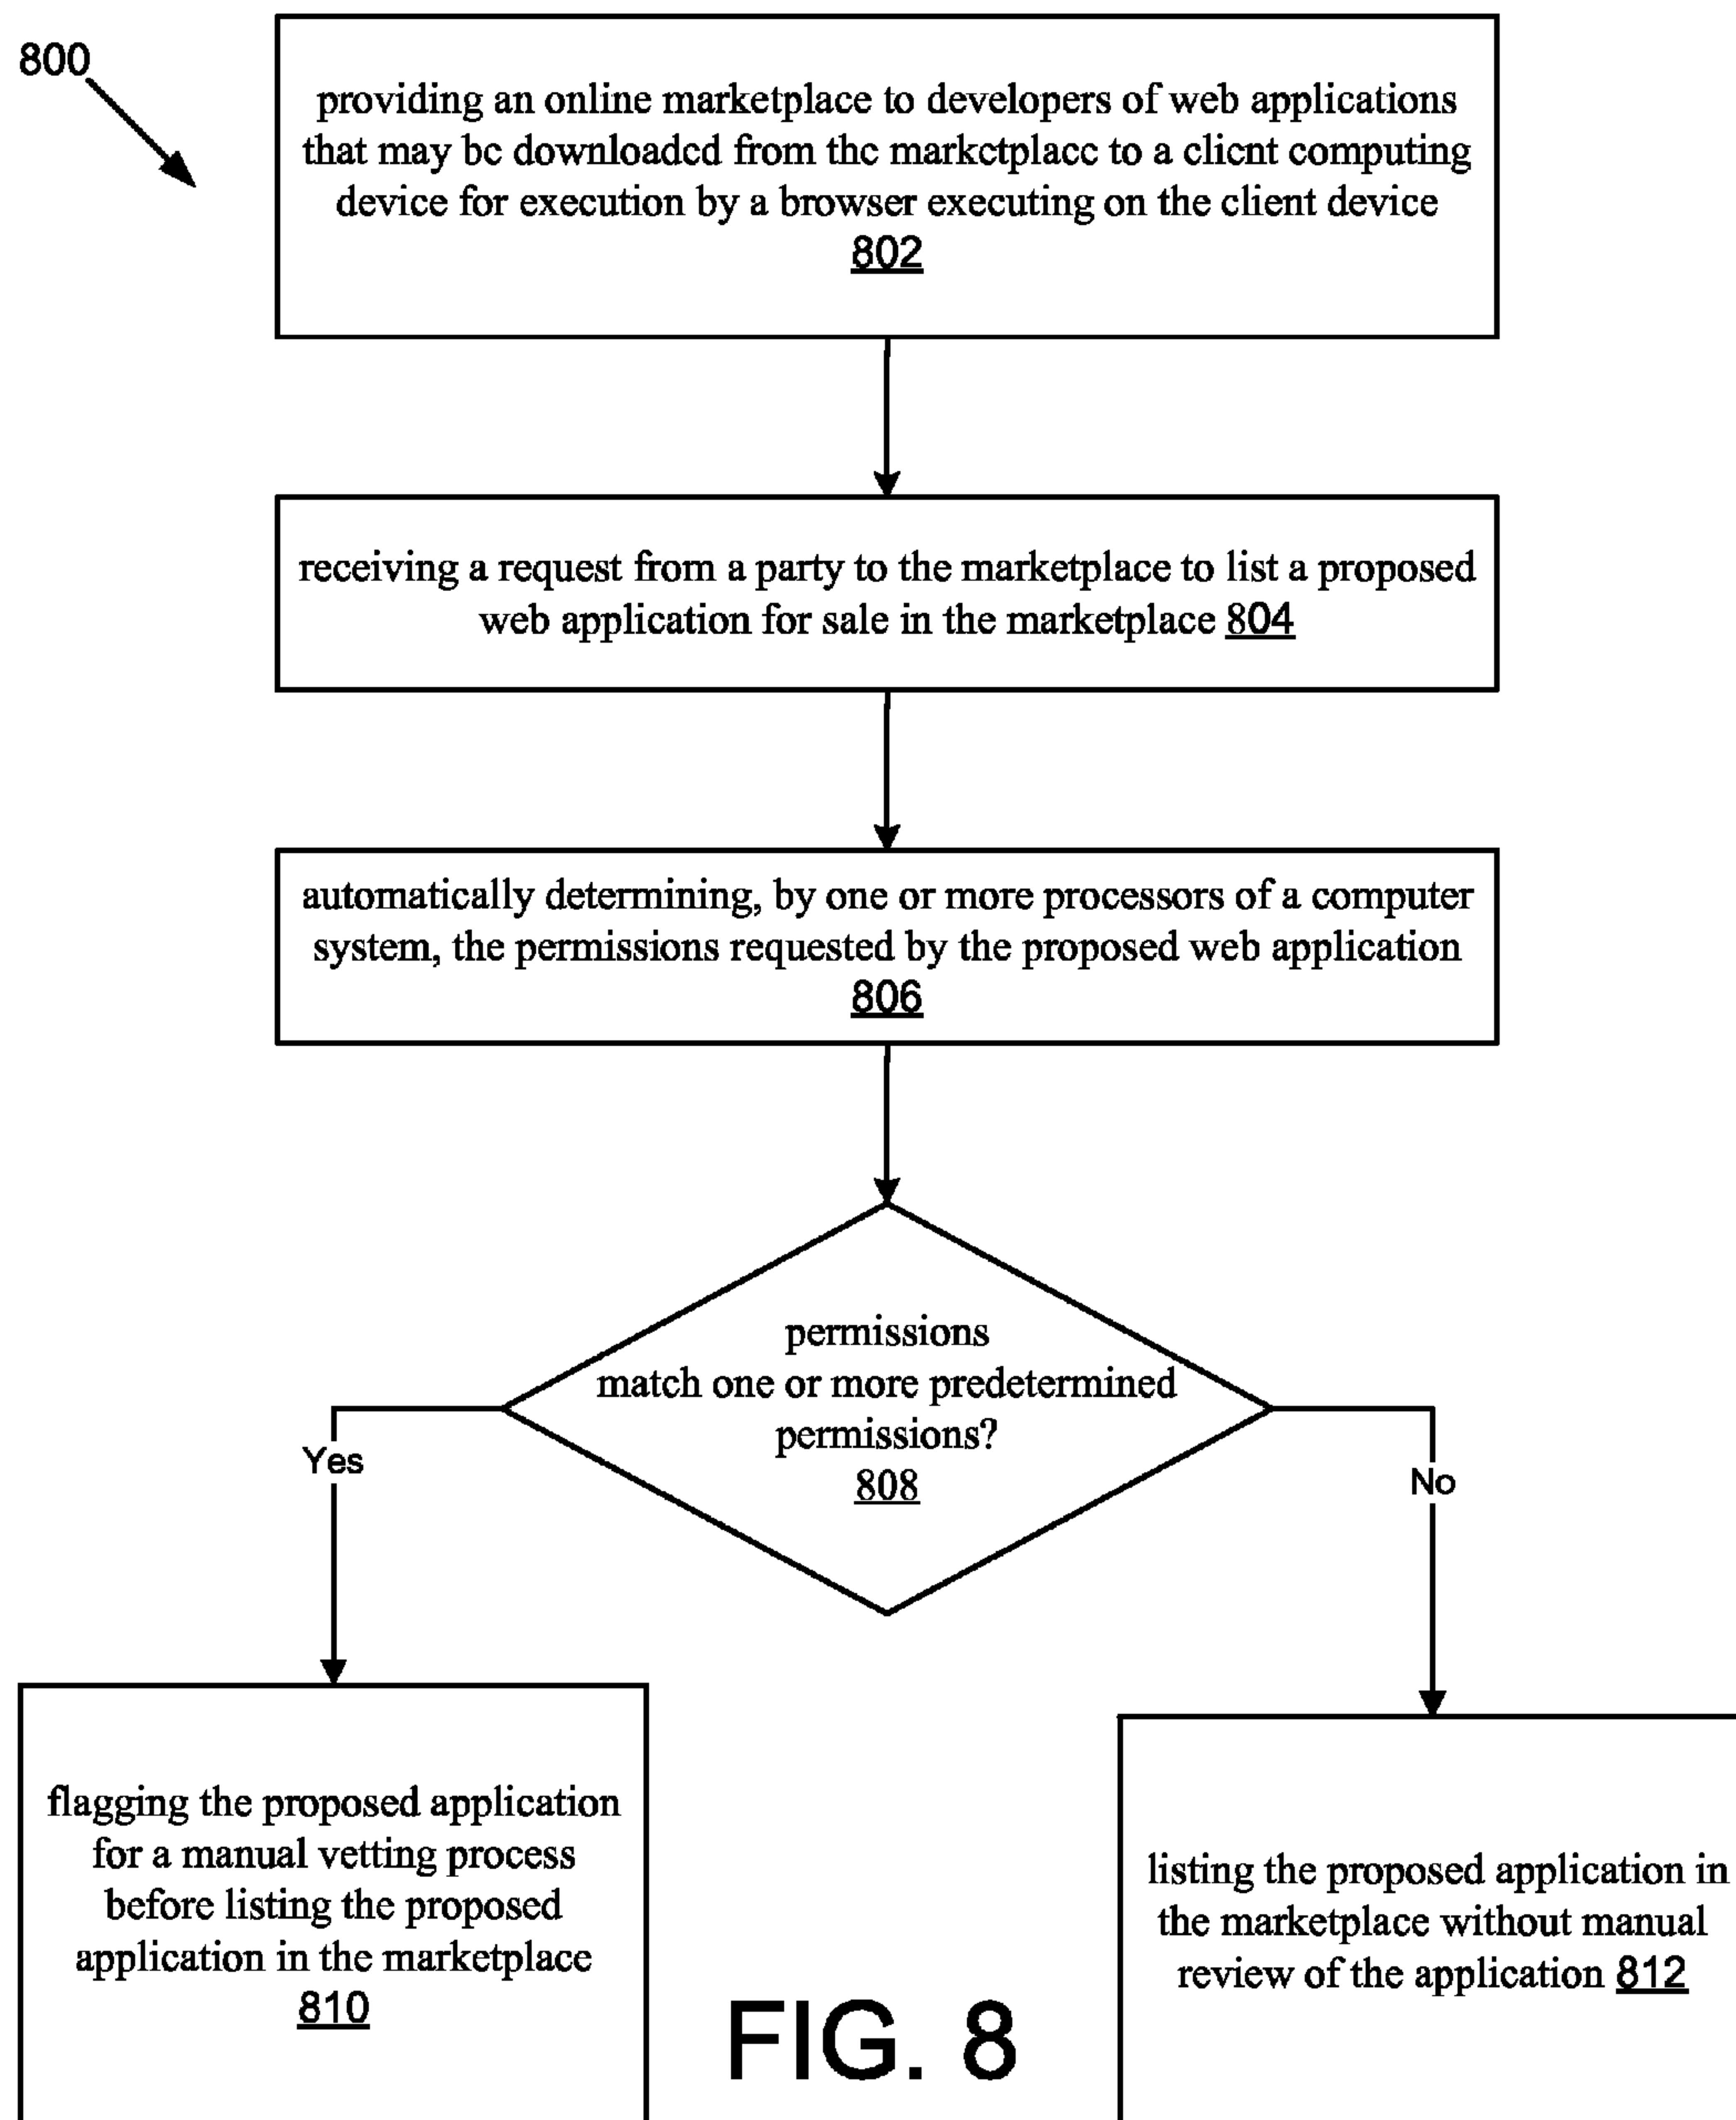 800
providing an online marketplace to developers of web applications
that may be downloaded from the marketplace to a client computing
device for execution by a browser executing on the client device
802
receiving a request from a party to the marketplace to list a proposed
web application for sale in the marketplace 804
automatically determining, by one or more processors of a computer
system, the permissions requested by the proposed web application
806
permissions
match one or more predetermined
permissions?
808
Yes
No
flagging the proposed application
for a manual vetting process
before listing the proposed
application in the marketplace
810
listing the proposed application in
the marketplace without manual
review of the application 812
FIG. 8